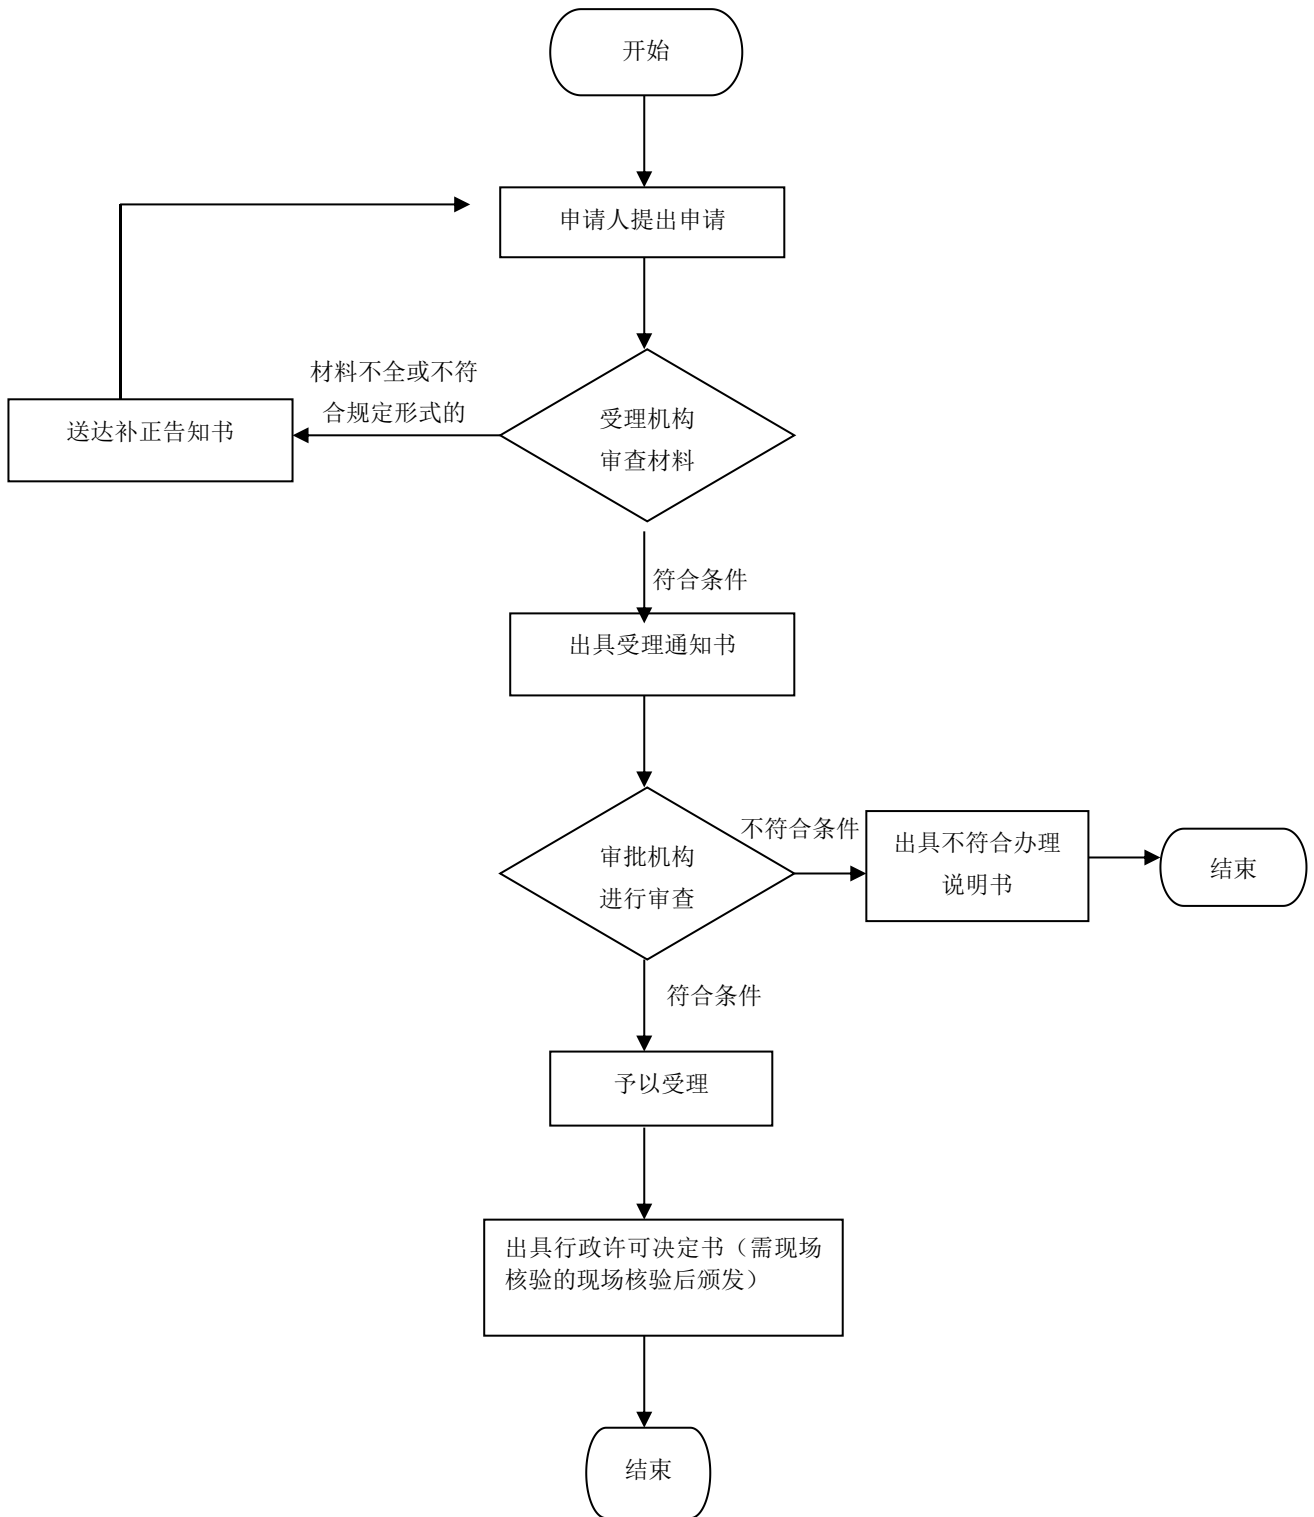 开始
申请人提出申请
材料不全或不符
合规定形式的
受理机构
审查材料
送达补正告知书
符合条件
出具受理通知书
审批机构
进行审查
不符合条件
出具不符合办理
说明书
结束
符合条件
予以受理
出具行政许可决定书（需现场
核验的现场核验后颁发）
结束